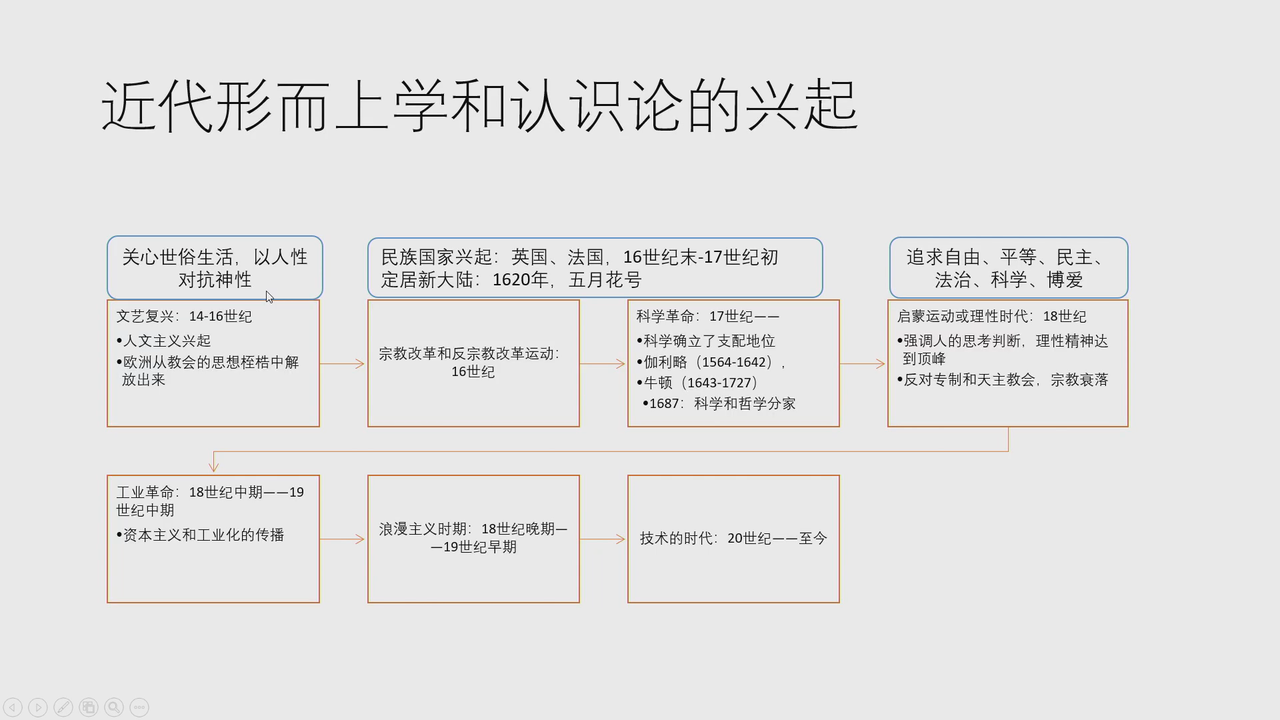 近代形而上学和认识论的兴起
关心世俗生活，以人性
对抗神性
民族国家兴起：英国、法国，16世纪末-17世纪初
定居新大陆：1620年，五月花号
追求自由、平等、民主、
法治、科学、博爱
文艺复兴：14-16世纪
•人文主义兴起
•欧洲从教会的思想桎梏中解
放出来
宗教改革和反宗教改革运动：
16世纪
科学革命：17世纪——
•科学确立了支配地位
•伽利略（1564-1642），
•牛顿（1643-1727）
•1687：科学和哲学分家
启蒙运动或理性时代：18世纪
•强调人的思考判断，理性精神达
到顶峰
•反对专制和天主教会，宗教衰落
工业革命：18世纪中期——19
世纪中期
•资本主义和工业化的传播
浪漫主义时期：18世纪晚期—
—19世纪早期
技术的时代：20世纪——至今